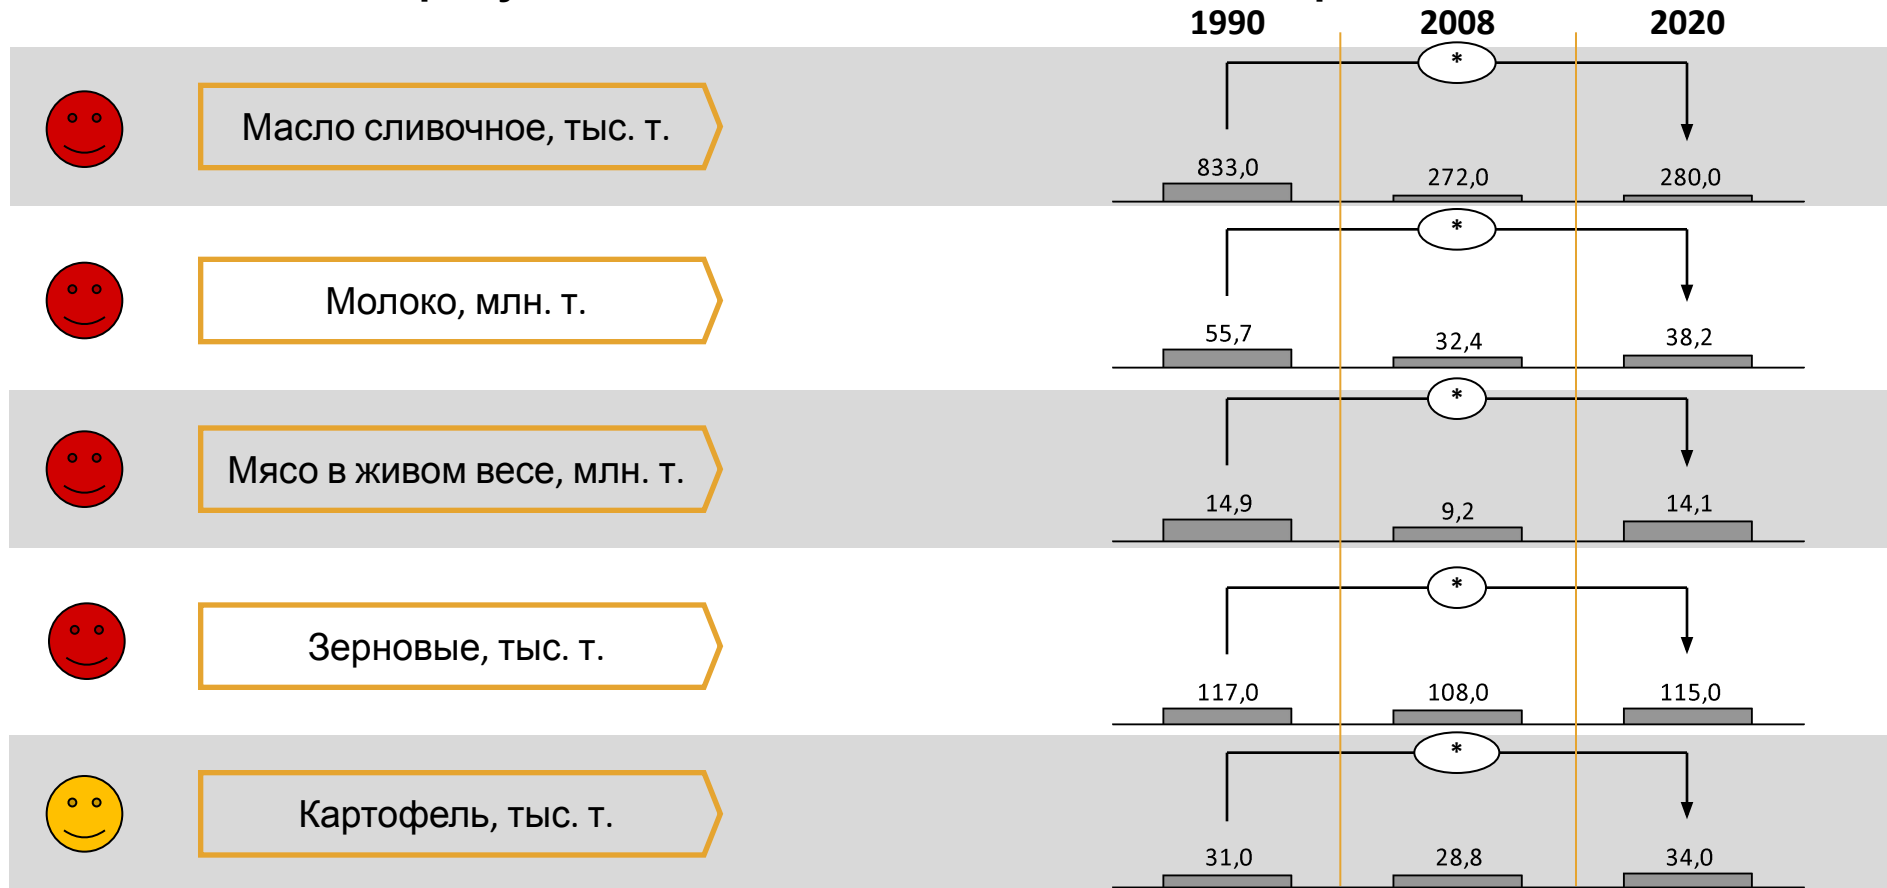 1990 2008 2020
*
Масло сливочное, тыс. т.
833,0 272,0 280,0
*
Молоко, млн. т.
55,7 32,4 38,2
*
Мясо в живом весе, млн. т.
14,9 9,2 14,1
*
Зерновые, тыс. т.
117,0 108,0 115,0
*
Картофель, тыс. т.
31,0 28,8 34,0